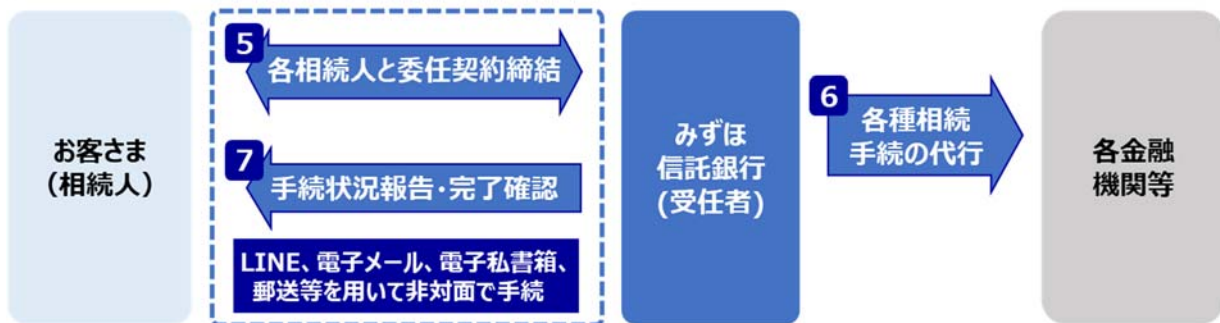 お客さま
(相続人)
5
各相続人と委任契約締結
7
手続状況報告・完了確認
LINE、電子メール、電子私書箱、
郵送等を用いて非対面で手続
みずほ
信託銀行
(受任者)
6
各種相続
手続の代行
各金融
機関等